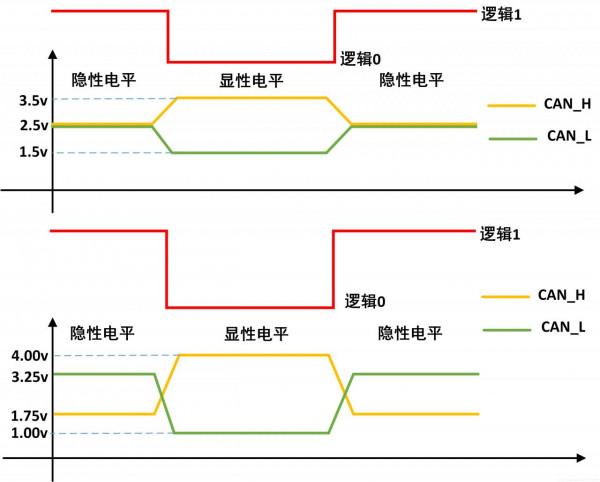 逻辑1
逻辑0
隐性电平 显性电平 隐性电平
3.5v
2.5v
1.5v
CAN_H
CAN_L
逻辑1
逻辑0
CAN_H
CAN_L
隐性电平 显性电平 隐性电平
4.00v
3.25v
1.75v
1.00v